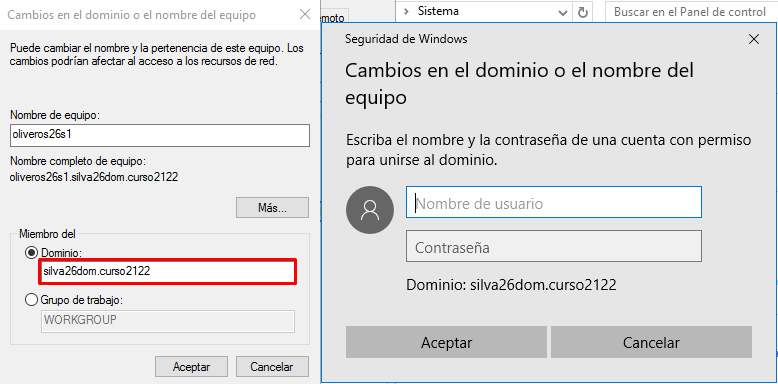 Cambios en el dominio o el nombre del equipo
Puede cambiar el nombre y la pertenencia de este equipo. Los
cambios podrían afectar al acceso a los recursos de red.
Nombre de equipo:
oliveros26s1
Nombre completo de equipo:
oliveros26s1.silva26dom.curso2122
Más...
Miembro del
Dominio:
silva26dom.curso2122
Grupo de trabajo:
WORKGROUP
Aceptar
Cancelar
Sistema
Buscar en el Panel de control
Seguridad de Windows
Cambios en el dominio o el nombre del
equipo
Escriba el nombre y la contraseña de una cuenta con permiso
para unirse al dominio.
Nombre de usuario
Contraseña
Dominio: silva26dom.curso2122
Aceptar
Cancelar